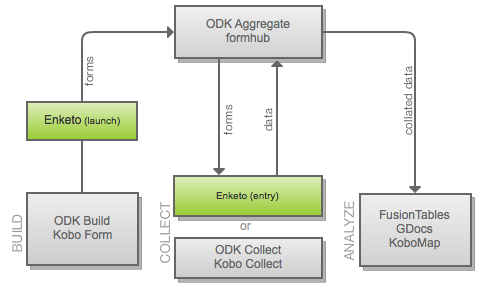 ODK Aggregate
formhub
forms
Enketo (launch)
forms
data
collated data
BUILD
ODK Build
Kobo Form
COLLECT
Enketo (entry)
or
ODK Collect
Kobo Collect
ANALYZE
FusionTables
GDocs
KoboMap